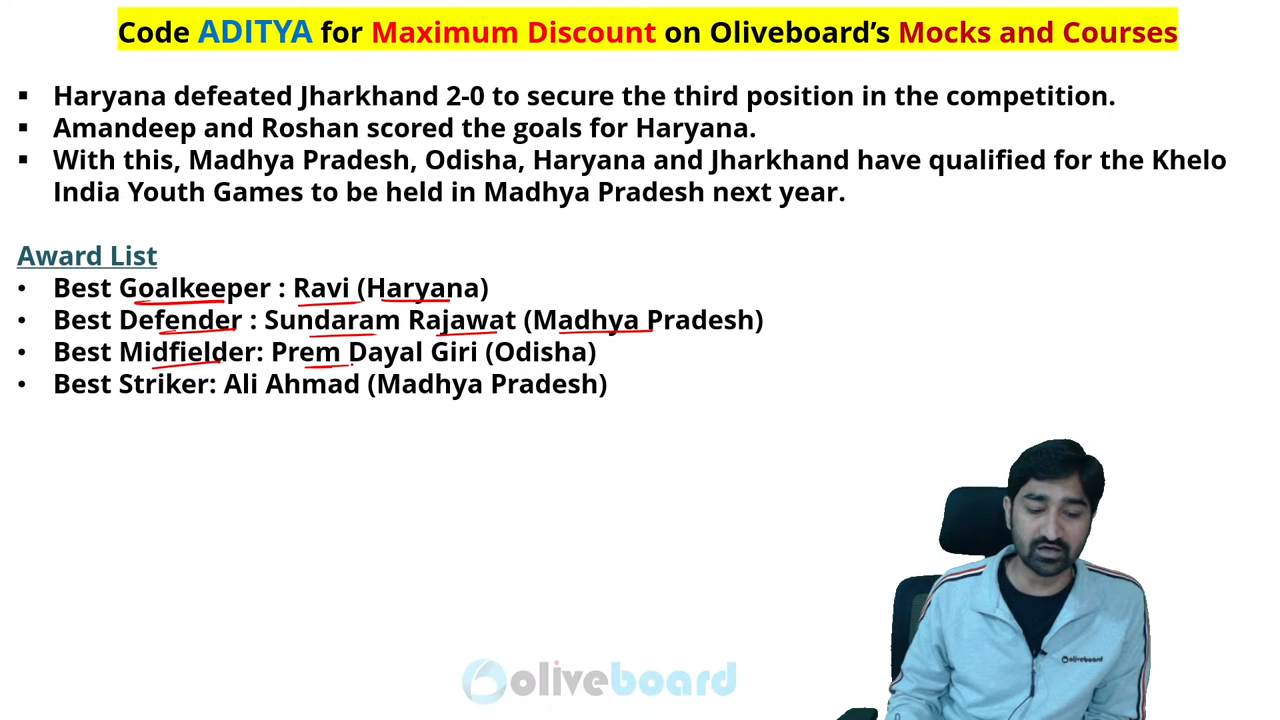 Code ADITYA for Maximum Discount on Oliveboard’s Mocks and Courses
▪ Haryana defeated Jharkhand 2-0 to secure the third position in the competition.
▪ Amandeep and Roshan scored the goals for Haryana.
▪ With this, Madhya Pradesh, Odisha, Haryana and Jharkhand have qualified for the Khelo
India Youth Games to be held in Madhya Pradesh next year.
Award List
• Best Goalkeeper : Ravi (Haryana)
• Best Defender : Sundaram Rajawat (Madhya Pradesh)
• Best Midfielder: Prem Dayal Giri (Odisha)
• Best Striker: Ali Ahmad (Madhya Pradesh)
oliveboard
oliveboard